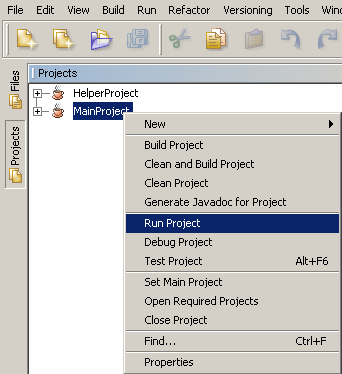 File Edit View Build Run Refactor Versioning Tools
Projects
Files
Projects
HelperProject
MainProject
New
Build Project
Clean and Build Project
Clean Project
Generate Javadoc for Project
Run Project
Debug Project
Test Project Alt+F6
Set Main Project
Open Required Projects
Close Project
Find... Ctrl+F
Properties